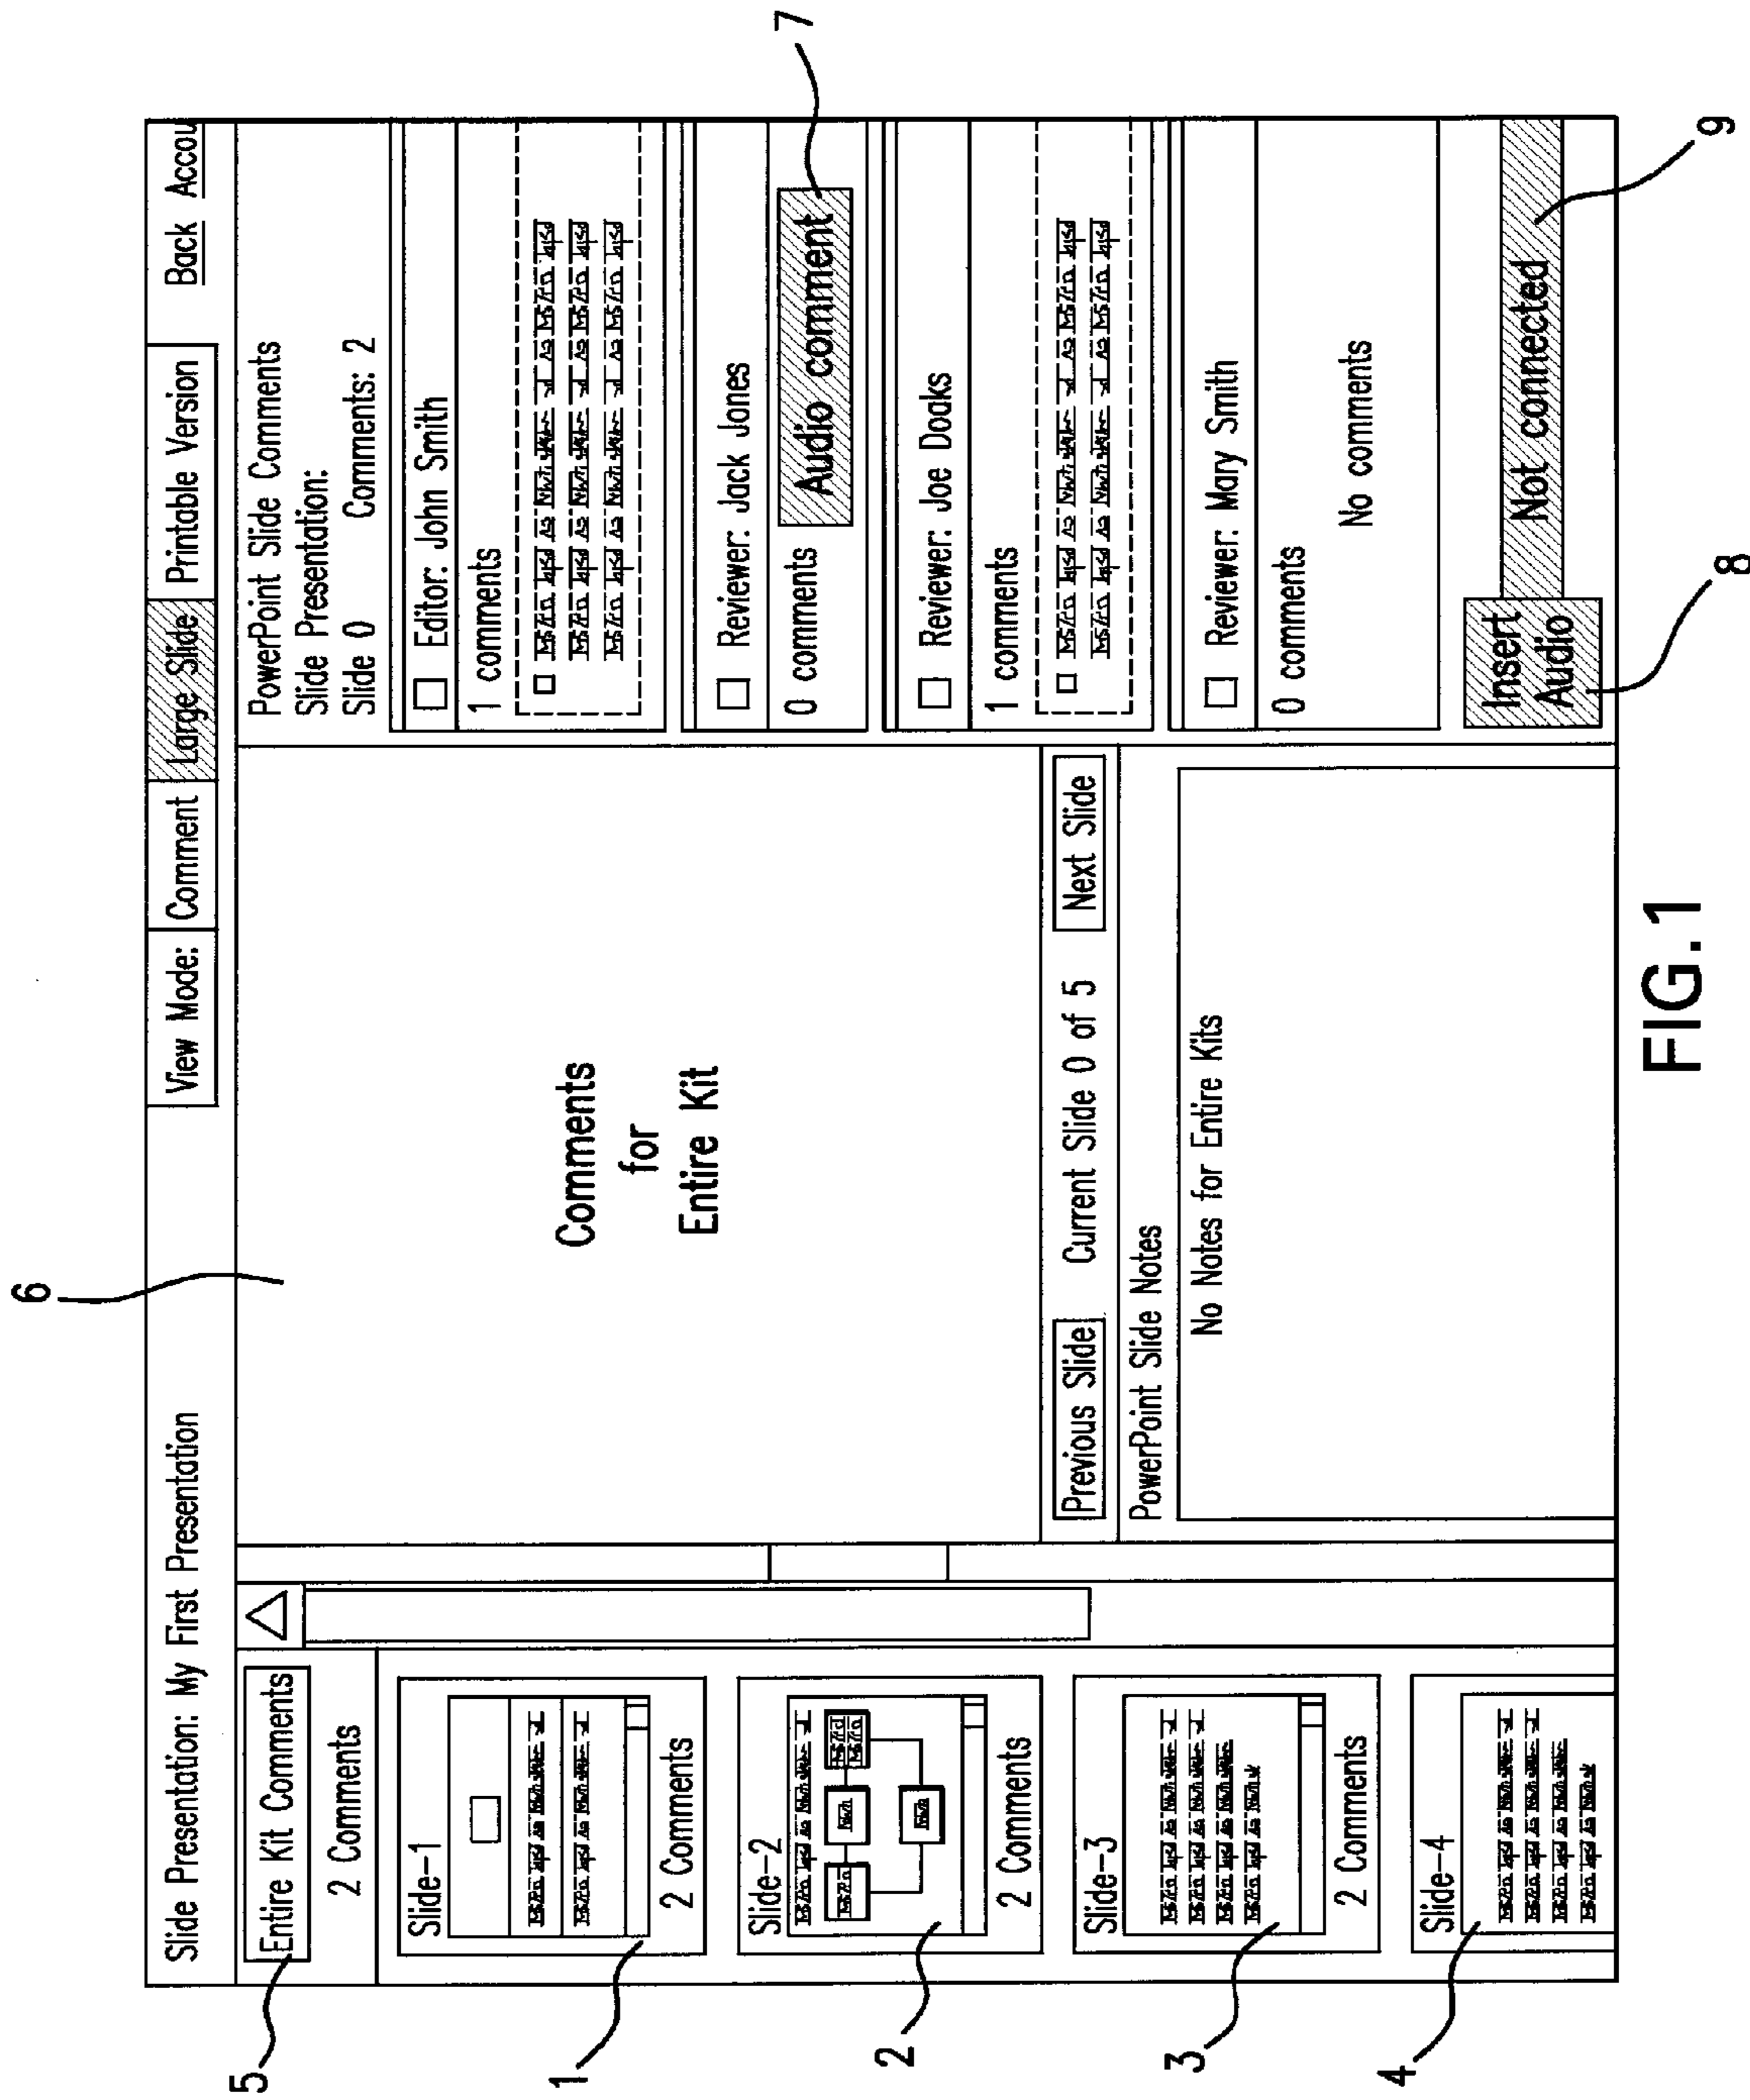 Slide Presentation: My First Presentation
View Mode: Comment Large Slide Printable Version Back Accou
5
Entire Kit Comments
2 Comments
Slide-1
1
2 Comments
Slide-2
2
2 Comments
Slide-3
3
2 Comments
Slide-4
4
6
Comments
for
Entire Kit
Previous Slide Current Slide 0 of 5 Next Slide
PowerPoint Slide Notes
No Notes for Entire Kits
PowerPoint Slide Comments
Slide Presentation:
Slide 0 Comments: 2
Editor: John Smith
1 comments
Reviewer: Jack Jones
0 comments Audio comment
7
Reviewer: Joe Doaks
1 comments
Reviewer: Mary Smith
0 comments
No comments
Insert
Audio
Not connected
8
9
FIG.1